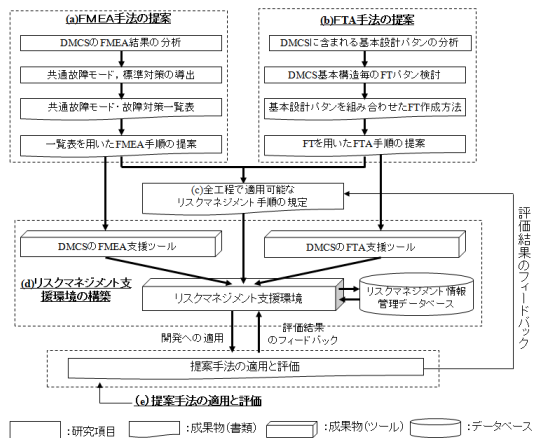 (a)FMEA手法の提案
DMCSのFMEA結果の分析
共通故障モード，標準対策の導出
共通故障モード・故障対策一覧表
一覧表を用いたFMEA手順の提案
(b)FTA手法の提案
DMCSに含まれる基本設計パタンの分析
DMCS基本構造毎のFTパタン検討
基本設計パタンを組み合わせたFT作成方法
FTを用いたFTA手順の提案
(c)全工程で適用可能な
リスクマネジメント手順の規定
DMCSのFMEA支援ツール
DMCSのFTA支援ツール
(d)リスクマネジメント支
援環境の構築
リスクマネジメント支援環境
リスクマネジメント情報
管理データベース
開発への適用
評価結果
のフィードバック
評価結果のフィードバック
提案手法の適用と評価
(e)提案手法の適用と評価
:研究項目
:成果物(書類)
:成果物(ツール)
:データベース